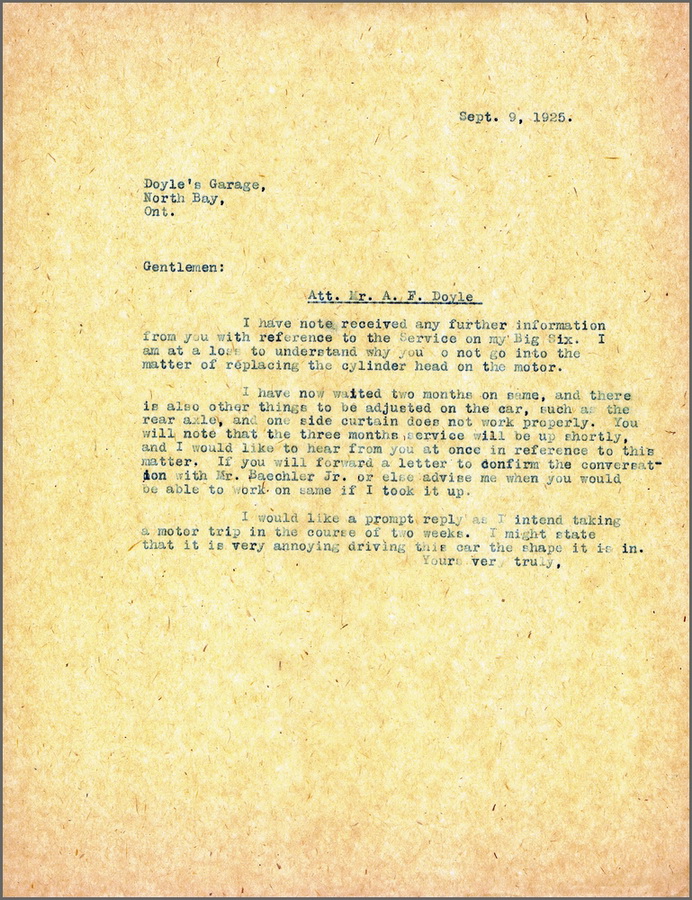 Sept. 9, 1925.
Doyle's Garage,
North Bay,
Ont.
Gentlemen:
Att. Mr. A. F. Doyle
I have note received any further information
from you with reference to the Service on my Big Six. I
am at a loss to understand why you o not go into the
matter of replacing the cylinder head on the motor.
I have now waited two months on same, and there
is also other things to be adjusted on the car, such as the
rear axle, and one side curtain does not work properly. You
will note that the three months service will be up shortly,
and I would like to hear from you at once in reference to this
matter. If you will forward a letter to confirm the conversat-
ion with Mr. Baechler Jr. or else advise me when you would
be able to work on same if I took it up.
I would like a prompt reply as I intend taking
a motor trip in the course of two weeks. I might state
that it is very annoying driving this car the shape it is in.
Yours very truly,